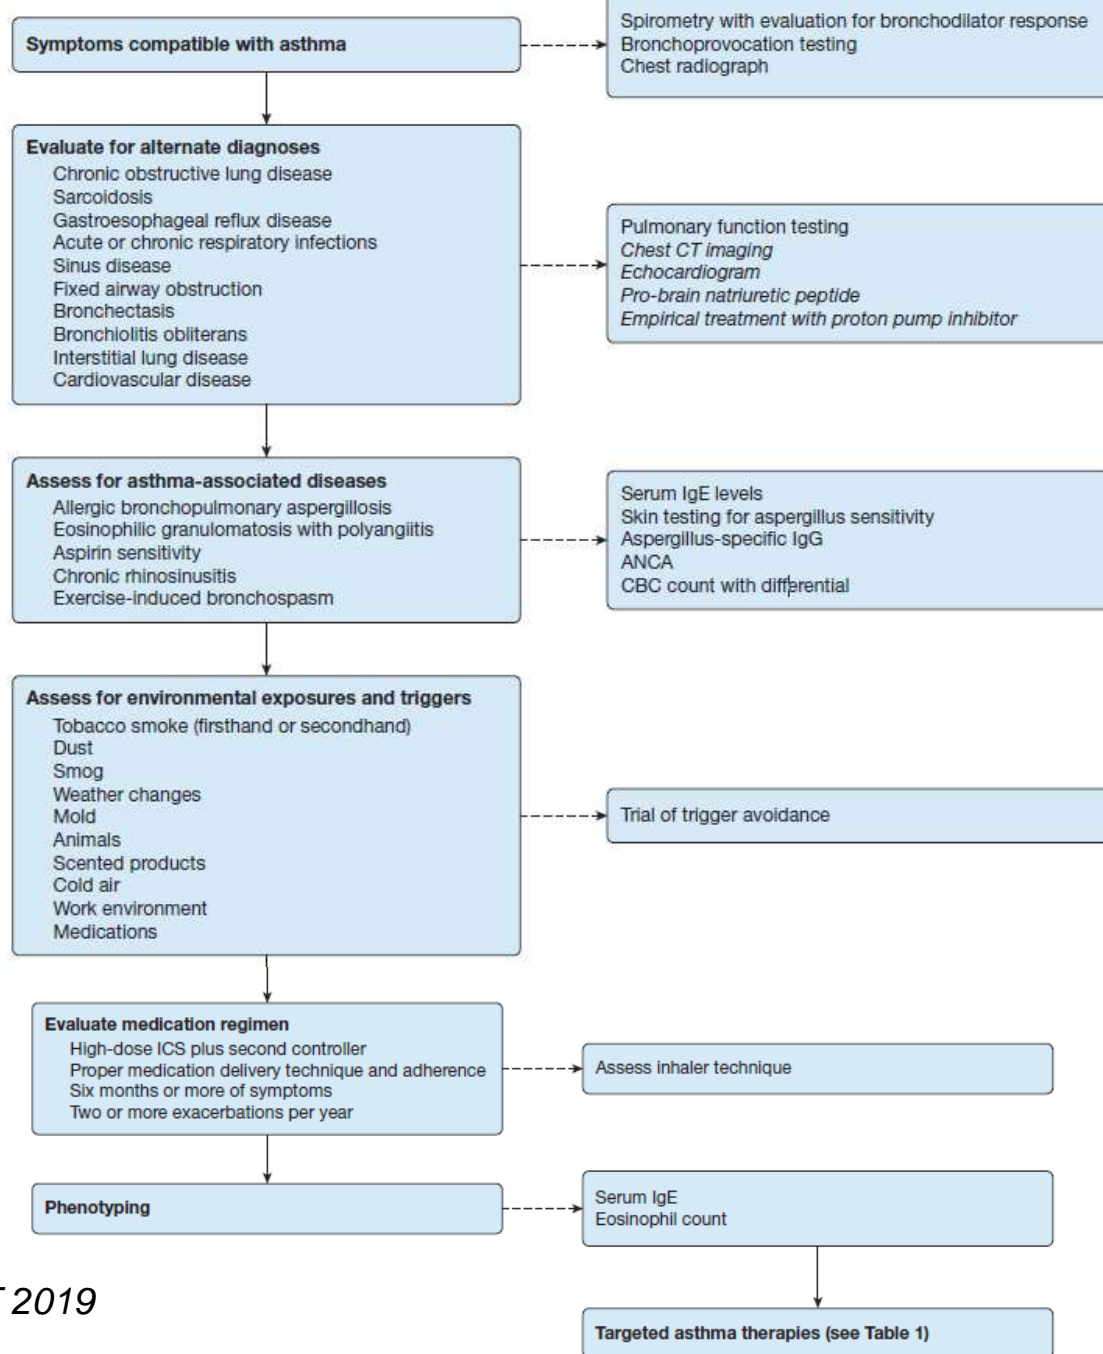 Symptoms compatible with asthma
Spirometry with evaluation for bronchodilator response
Bronchoprovocation testing
Chest radiograph
Evaluate for alternate diagnoses
Chronic obstructive lung disease
Sarcoidosis
Gastroesophageal reflux disease
Acute or chronic respiratory infections
Sinus disease
Fixed airway obstruction
Bronchectasis
Bronchiolitis obliterans
Interstitial lung disease
Cardiovascular disease
Pulmonary function testing
Chest CT imaging
Echocardiogram
Pro-brain natriuretic peptide
Empirical treatment with proton pump inhibitor
Assess for asthma-associated diseases
Allergic bronchopulmonary aspergillosis
Eosinophilic granulomatosis with polyangiitis
Aspirin sensitivity
Chronic rhinosinusitis
Exercise-induced bronchospasm
Serum IgE levels
Skin testing for aspergillus sensitivity
Aspergillus-specific IgG
ANCA
CBC count with differential
Assess for environmental exposures and triggers
Tobacco smoke (firsthand or secondhand)
Dust
Smog
Weather changes
Mold
Animals
Scented products
Cold air
Work environment
Medications
Trial of trigger avoidance
Evaluate medication regimen
High-dose ICS plus second controller
Proper medication delivery technique and adherence
Six months or more of symptoms
Two or more exacerbations per year
Assess inhaler technique
Phenotyping
Serum IgE
Eosinophil count
2019
Targeted asthma therapies (see Table 1)